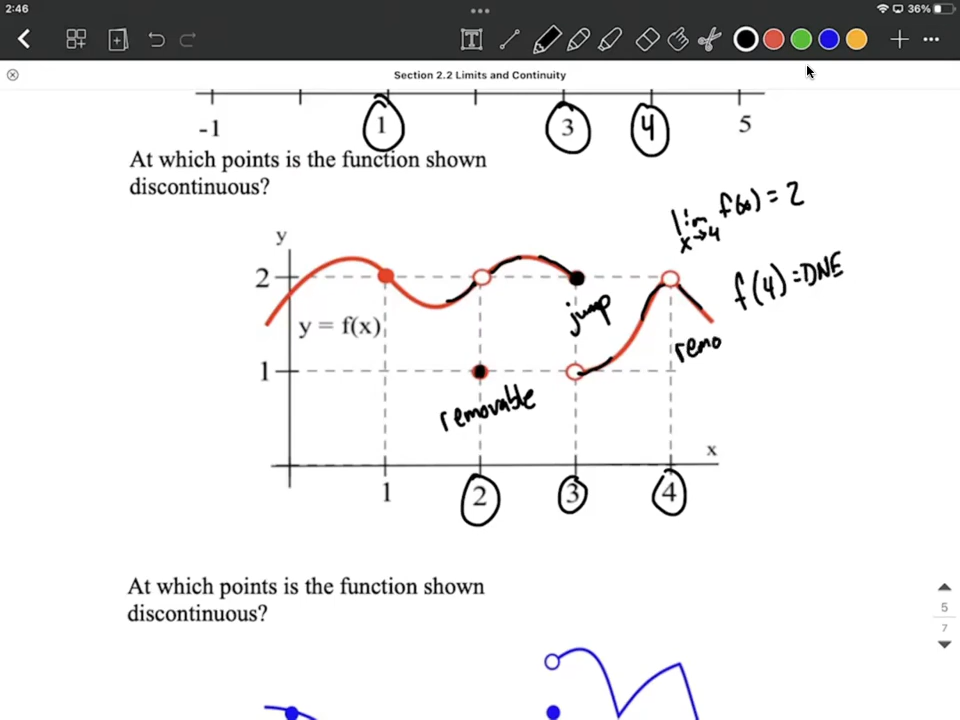 2:46
36%
T
Section 2.2 Limits and Continuity
-1 1 3 4 5
At which points is the function shown
discontinuous?
lim f(x) = 2
x→4
f(4) = DNE
y
2
y = f(x)
jump
remo
1
removable
x
1 2 3 4
At which points is the function shown
discontinuous?
5
7